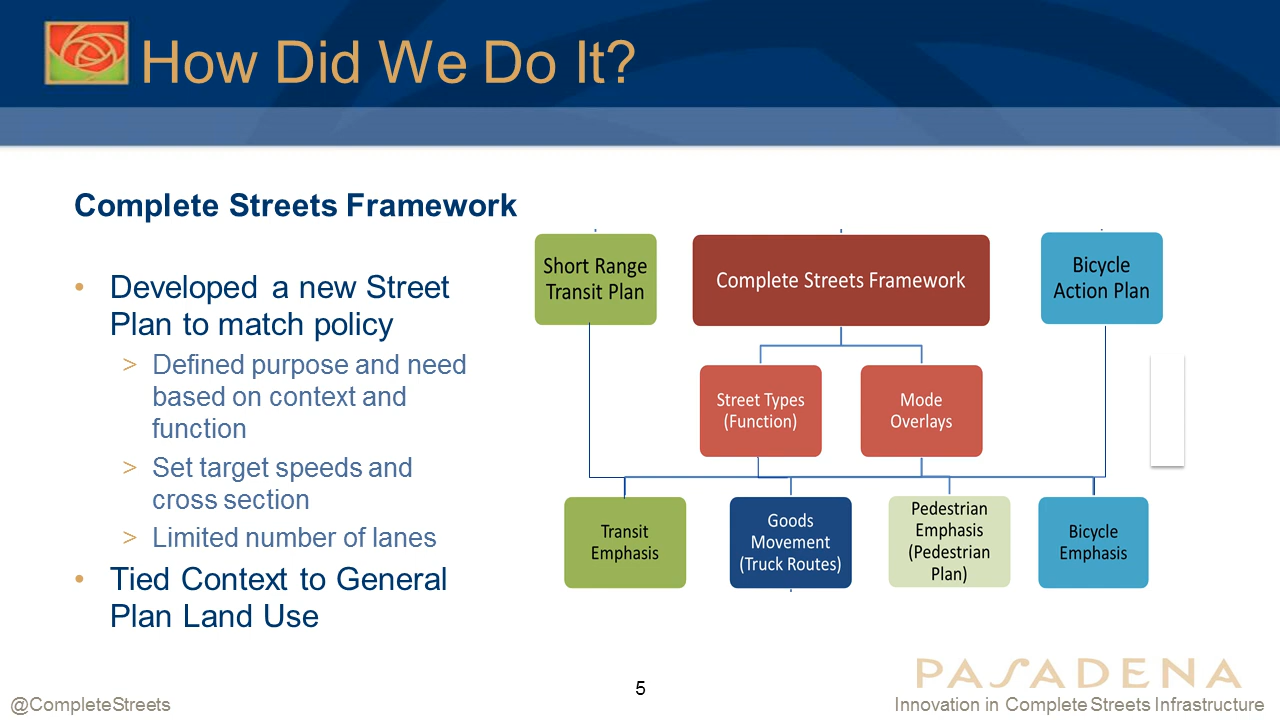 How Did We Do It?
Complete Streets Framework
• Developed a new Street
Plan to match policy
> Defined purpose and need
based on context and
function
> Set target speeds and
cross section
> Limited number of lanes
• Tied Context to General
Plan Land Use
Short Range
Transit Plan
Complete Streets Framework
Bicycle
Action Plan
Street Types
(Function)
Mode
Overlays
Transit
Emphasis
Goods
Movement
(Truck Routes)
Pedestrian
Emphasis
(Pedestrian
Plan)
Bicycle
Emphasis
PASADENA
@CompleteStreets
5
Innovation in Complete Streets Infrastructure